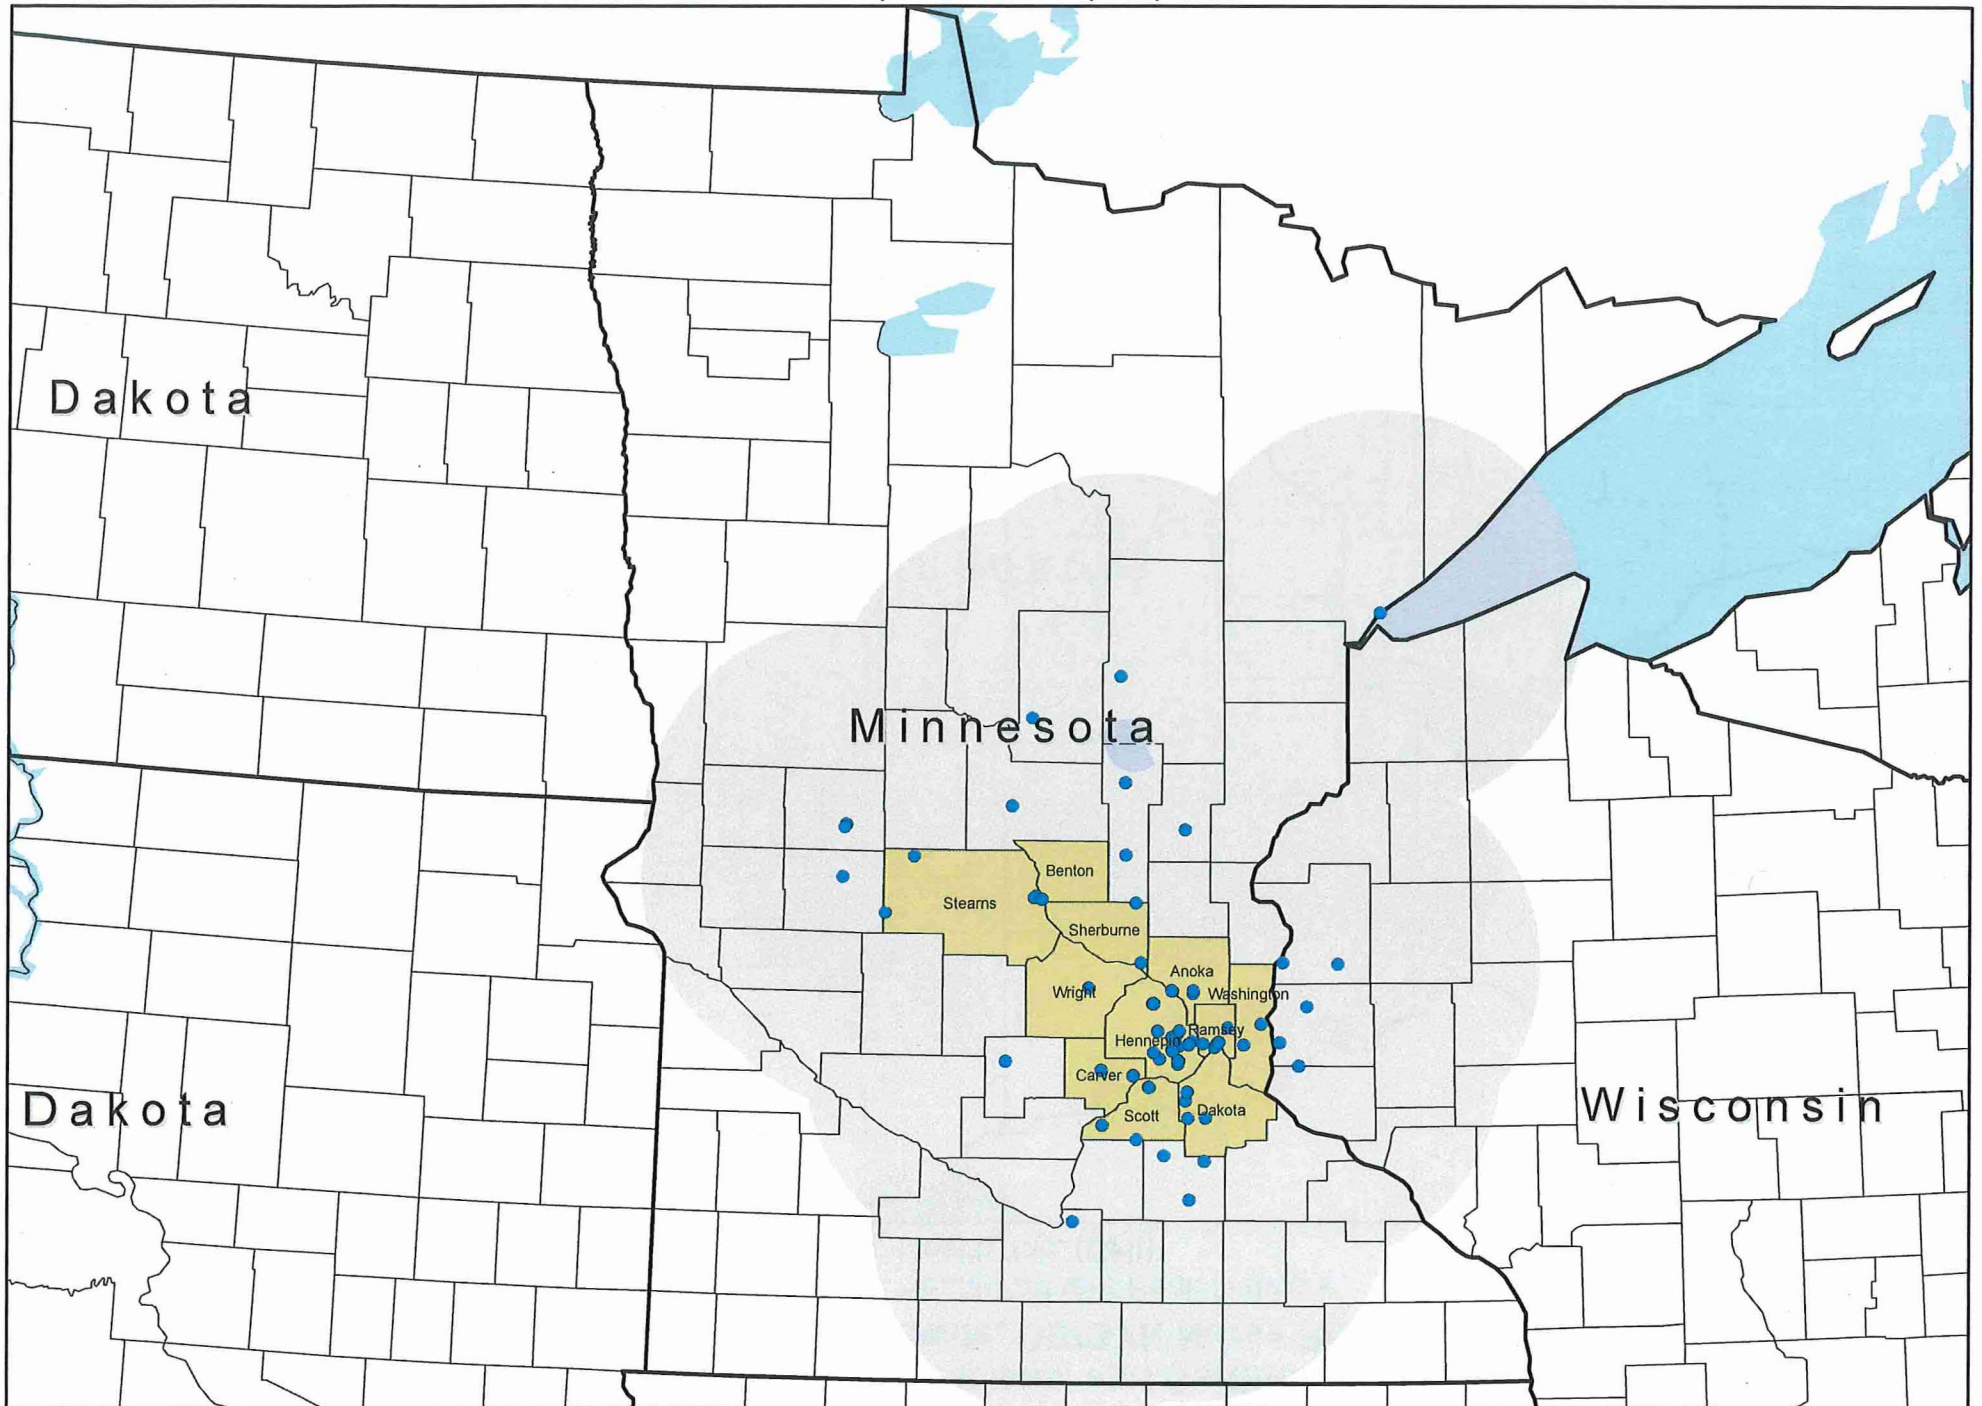 Dakota
Minnesota
Benton
Stearns
Sherburne
Anoka
Wright
Washington
Ramsey
Hennepin
Carver
Scott
Dakota
Dakota
Wisconsin